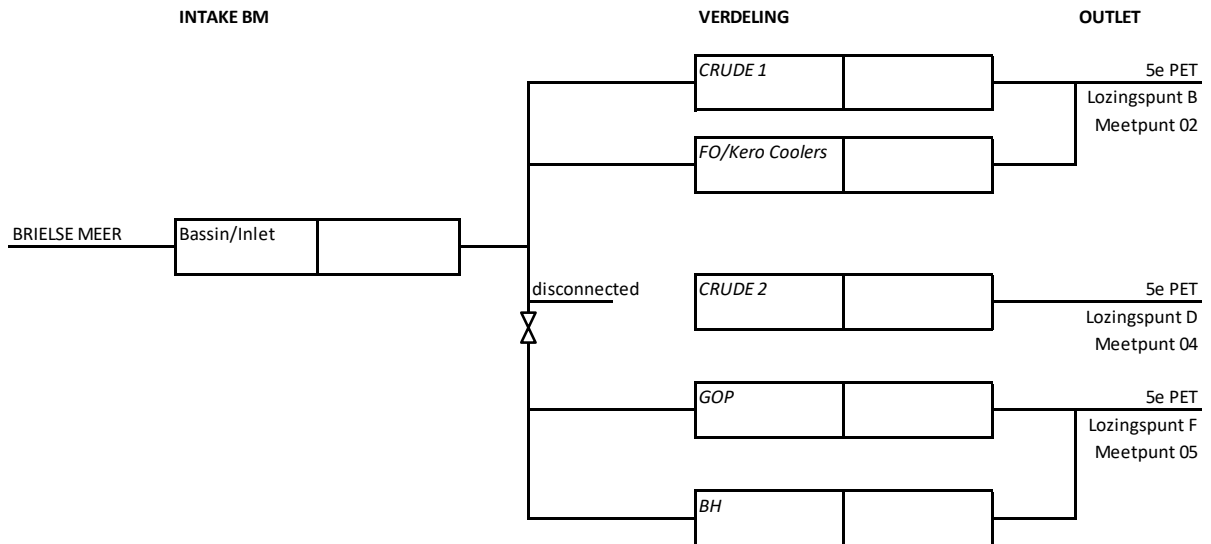 INTAKE BM
VERDELING
OUTLET
CRUDE 1
5e PET
Lozingspunt B
Meetpunt 02
FO/Kero Coolers
BRIELSE MEER
Bassin/Inlet
disconnected
CRUDE 2
5e PET
Lozingspunt D
Meetpunt 04
GOP
5e PET
Lozingspunt F
Meetpunt 05
BH